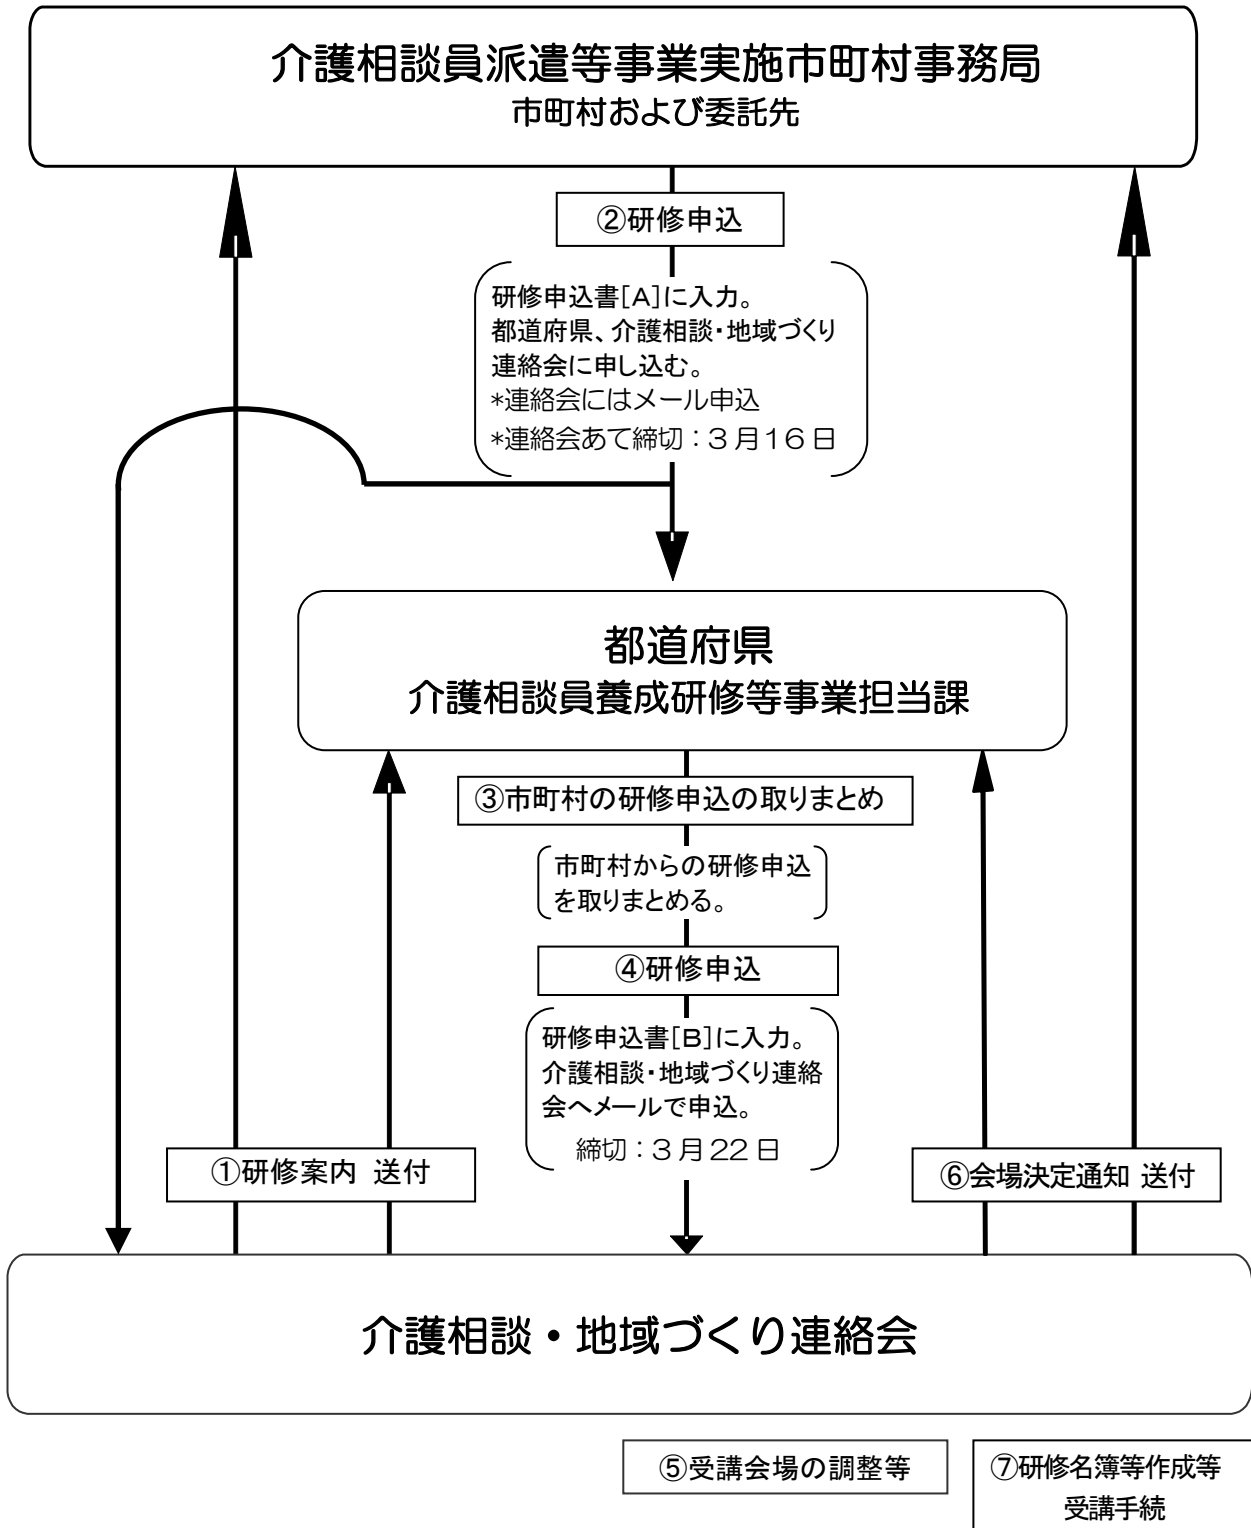 介護相談員派遣等事業実施市町村事務局
市町村および委託先
②研修申込
研修申込書[A]に入力。
都道府県、介護相談・地域づくり
連絡会に申し込む。
*連絡会にはメール申込
*連絡会あて締切：3月16日
都道府県
介護相談員養成研修等事業担当課
③市町村の研修申込の取りまとめ
市町村からの研修申込
を取りまとめる。
④研修申込
研修申込書[B]に入力。
介護相談・地域づくり連絡
会へメールで申込。
締切：3月22日
①研修案内 送付
⑥会場決定通知 送付
介護相談・地域づくり連絡会
⑤受講会場の調整等
⑦研修名簿等作成等
受講手続